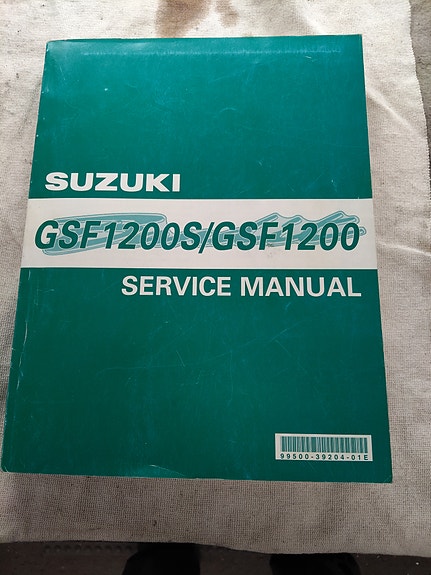 SUZUKI
GSF1200S/GSF1200
SERVICE MANUAL
99500-39204-01E